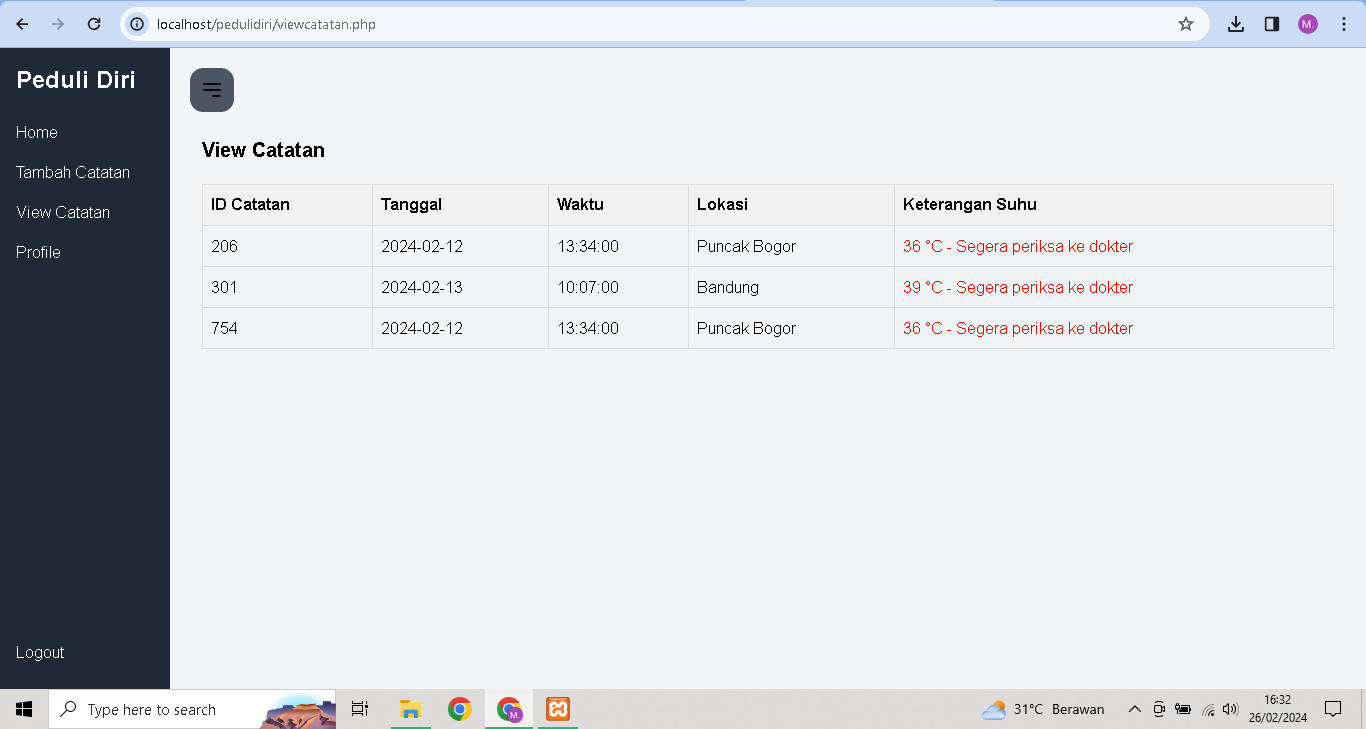 localhost/pedulidiri/viewcatatan.php
M.
Peduli Diri
Home
Tambah Catatan
View Catatan
Profile
Logout
View Catatan
ID Catatan Tanggal Waktu Lokasi Keterangan Suhu
206 2024-02-12 13:34:00 Puncak Bogor 36 °C - Segera periksa ke dokter
301 2024-02-13 10:07:00 Bandung 39 °C - Segera periksa ke dokter
754 2024-02-12 13:34:00 Puncak Bogor 36 °C - Segera periksa ke dokter
Type here to search
M
31°C Berawan
16:32
26/02/2024